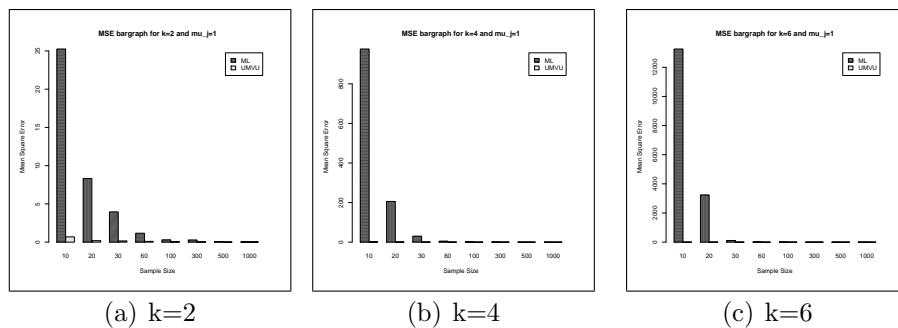 MSE bargraph for k=2 and mu_j=1
ML
UMVU
Mean Square Error
25
20
15
10
5
0
10 20 30 60 100 300 500 1000
Sample Size
(a) k=2
MSE bargraph for k=4 and mu_j=1
ML
UMVU
Mean Square Error
800
600
400
200
0
10 20 30 60 100 300 500 1000
Sample Size
(b) k=4
MSE bargraph for k=6 and mu_j=1
ML
UMVU
Mean Square Error
12000
10000
8000
6000
4000
2000
0
10 20 30 60 100 300 500 1000
Sample Size
(c) k=6